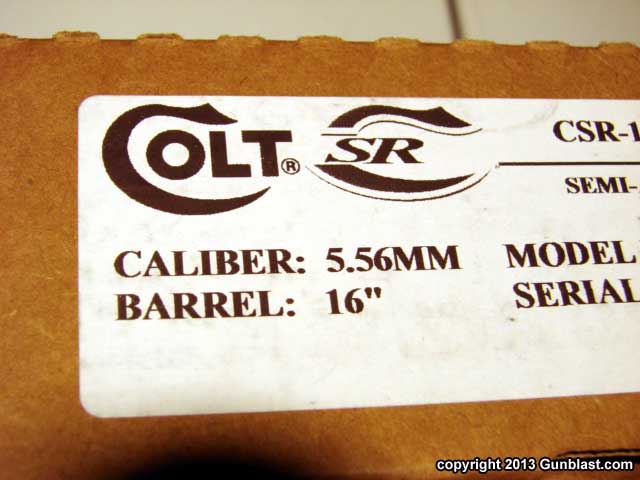 COLT® SR CSR-1
SEMI-
CALIBER: 5.56MM MODEL
BARREL: 16" SERIAL
copyright 2013 Gunblast.com